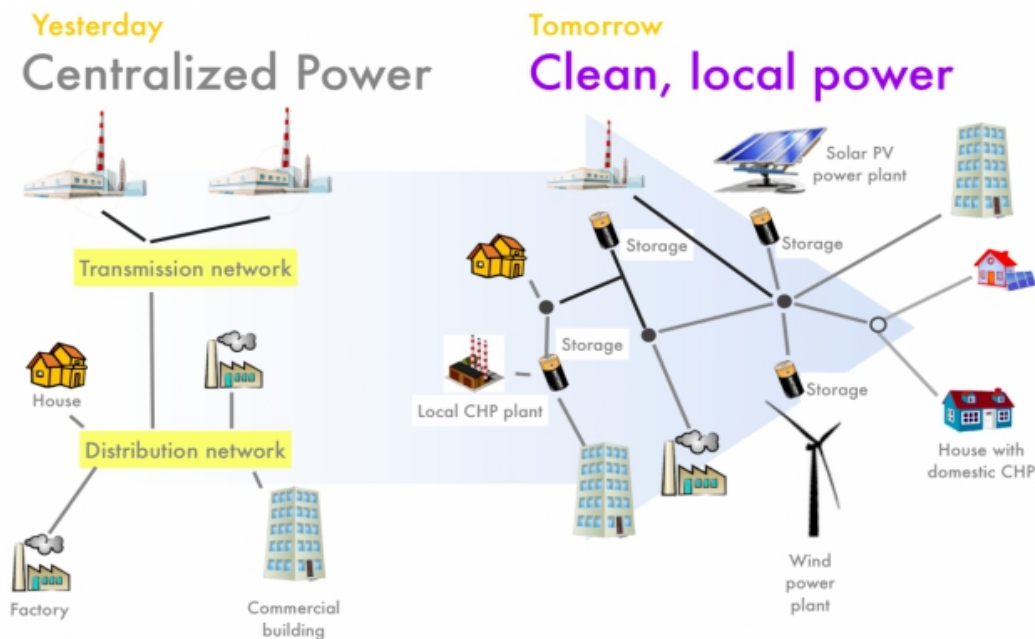 Yesterday
Centralized Power
Transmission network
House
Distribution network
Factory
Commercial
building
Tomorrow
Clean, local power
Solar PV
power plant
Storage
Storage
Storage
Local CHP plant
Storage
House with
domestic CHP
Wind
power
plant